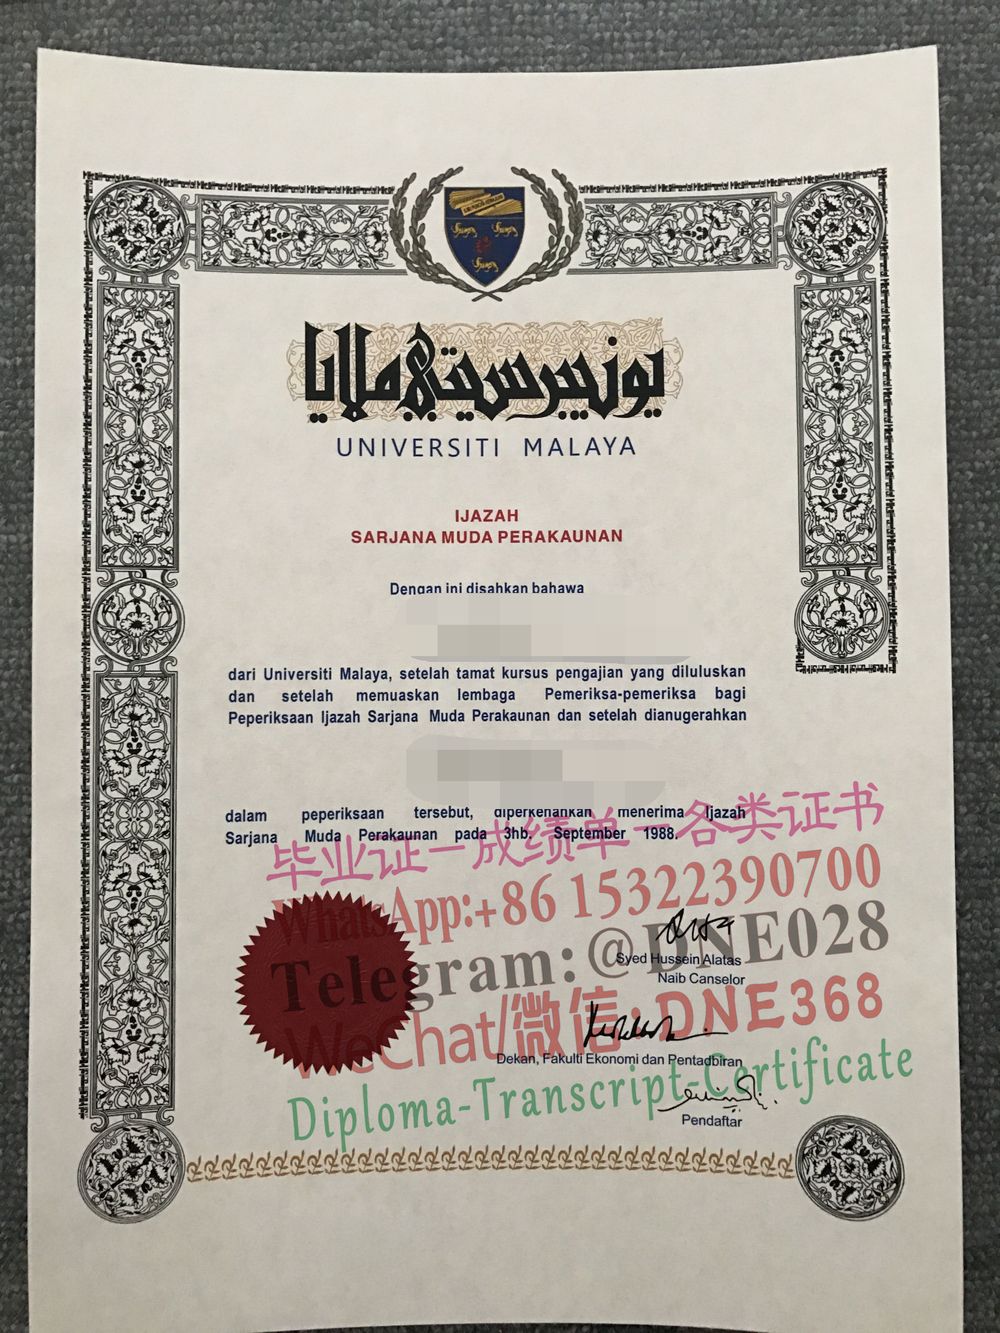 يونيبرسيتي ملايا
UNIVERSITI MALAYA
IJAZAH
SARJANA MUDA PERAKAUNAN
Dengan ini disahkan bahawa
dari Universiti Malaya, setelah tamat kursus pengajian yang diluluskan
dan setelah memuaskan lembaga Pemeriksa-pemeriksa bagi
Peperiksaan Ijazah Sarjana Muda Perakaunan dan setelah dianugerahkan
dalam peperiksaan tersebut, diperkenankan menerima Ijazah
Sarjana Muda Perakaunan pada 3hb. September 1988.
毕业证一成绩单一各类证书
WhatsApp:+86 15322390700
Telegram:@DNE028
Syed Hussein Alatas
Naib Canselor
WeChat/微信:DNE368
Dekan, Fakulti Ekonomi dan Pentadbiran
Diploma-Transcript-Certificate
Pendaftar